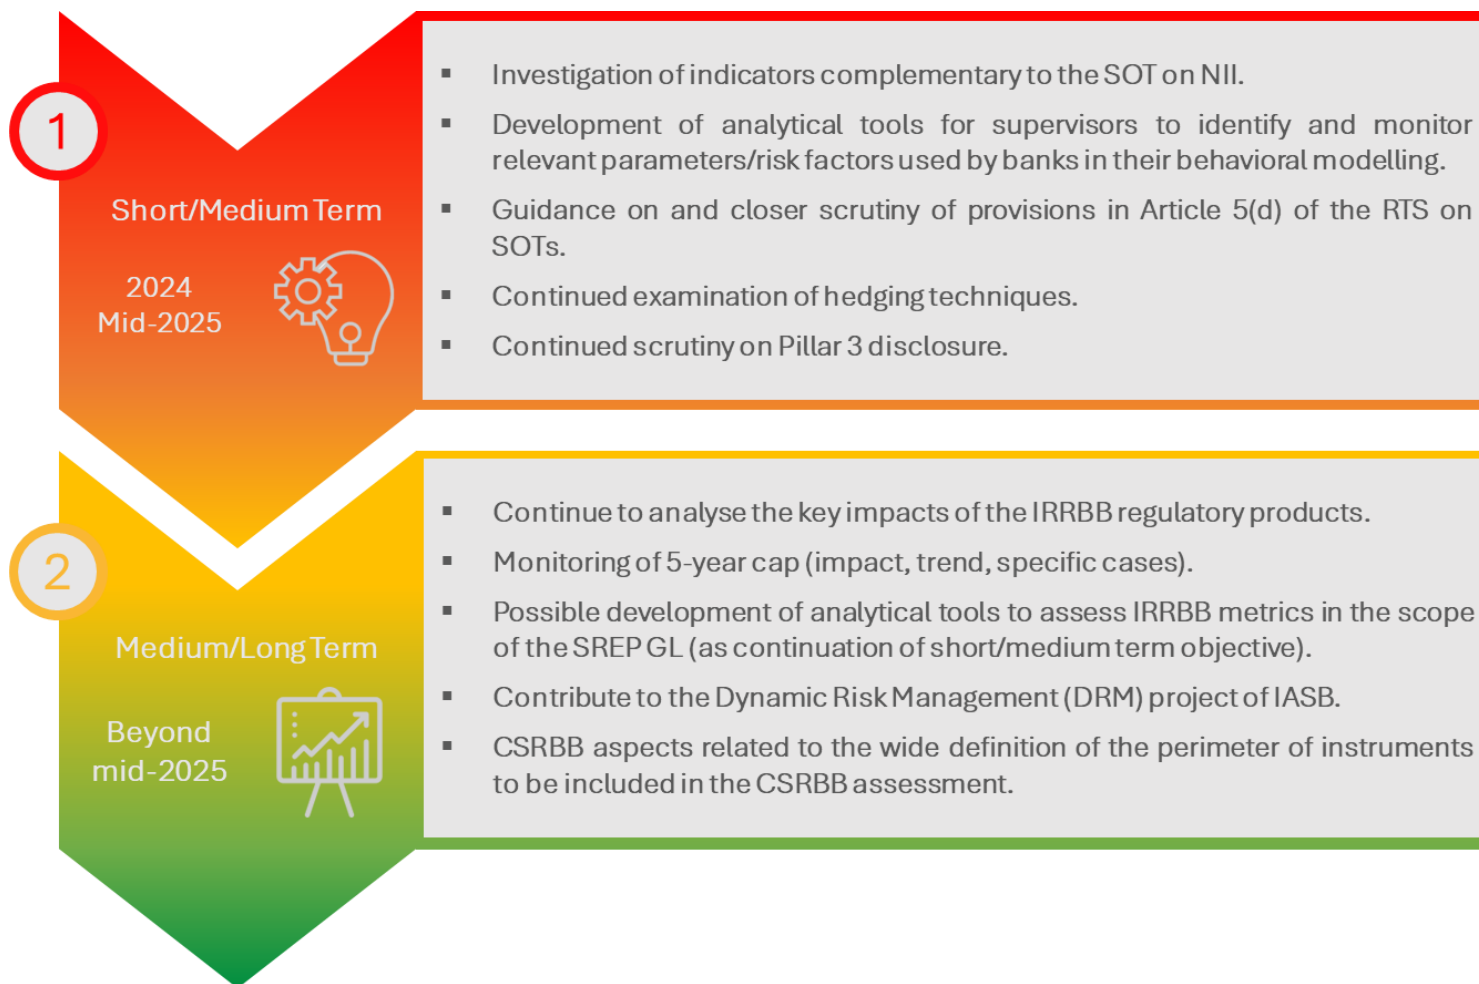 1
Short/Medium Term
2024
Mid-2025
▪ Investigation of indicators complementary to the SOT on NII.
▪ Development of analytical tools for supervisors to identify and monitor
relevant parameters/risk factors used by banks in their behavioral modelling.
▪ Guidance on and closer scrutiny of provisions in Article 5(d) of the RTS on
SOTs.
▪ Continued examination of hedging techniques.
▪ Continued scrutiny on Pillar 3 disclosure.
2
Medium/Long Term
Beyond
mid-2025
▪ Continue to analyse the key impacts of the IRRBB regulatory products.
▪ Monitoring of 5-year cap (impact, trend, specific cases).
▪ Possible development of analytical tools to assess IRRBB metrics in the scope
of the SREP GL (as continuation of short/medium term objective).
▪ Contribute to the Dynamic Risk Management (DRM) project of IASB.
▪ CSRBB aspects related to the wide definition of the perimeter of instruments
to be included in the CSRBB assessment.